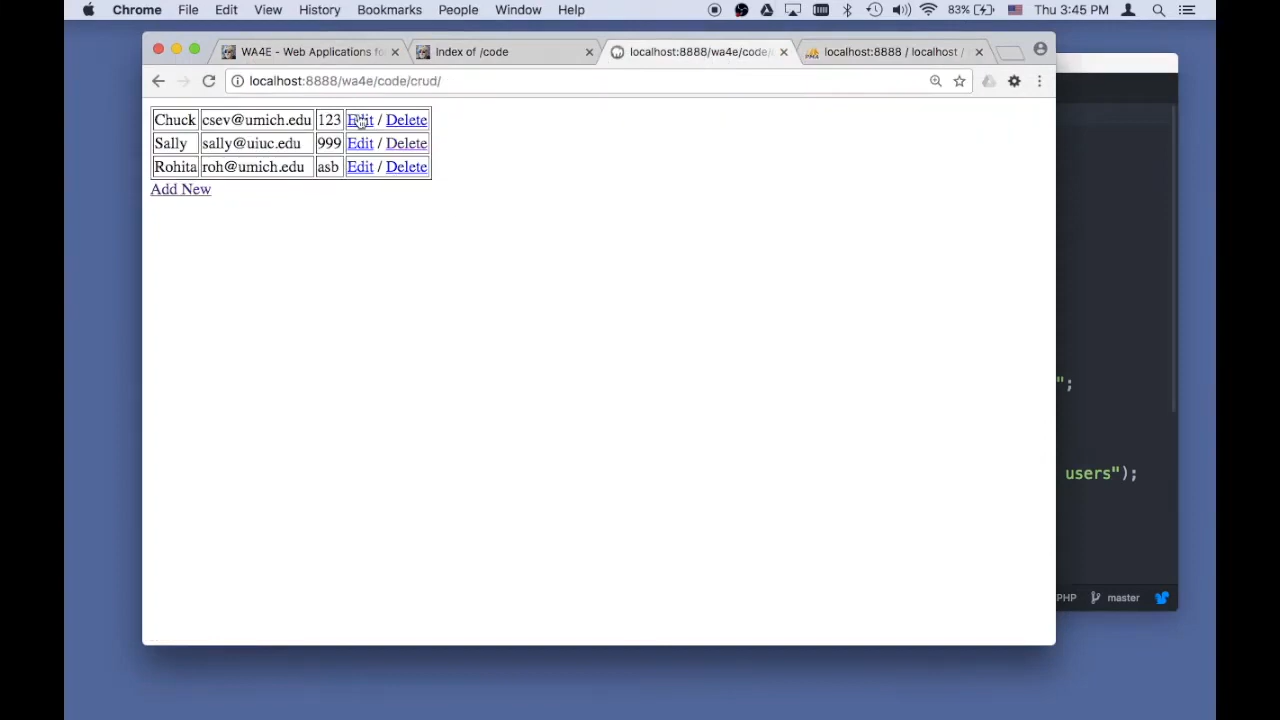 Chrome File Edit View History Bookmarks People Window Help 83% Thu 3:45 PM
WA4E - Web Applications fo Index of /code localhost:8888/wa4e/code/ localhost:8888 / localhost /
localhost:8888/wa4e/code/crud/
Chuck csev@umich.edu 123 Edit / Delete
Sally sally@uiuc.edu 999 Edit / Delete
Rohita roh@umich.edu asb Edit / Delete
Add New
";
users");
PHP master